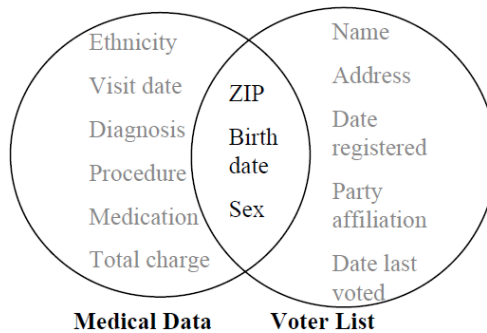 Ethnicity
Visit date
Diagnosis
Procedure
Medication
Total charge
ZIP
Birth
date
Sex
Name
Address
Date
registered
Party
affiliation
Date last
voted
Medical Data
Voter List